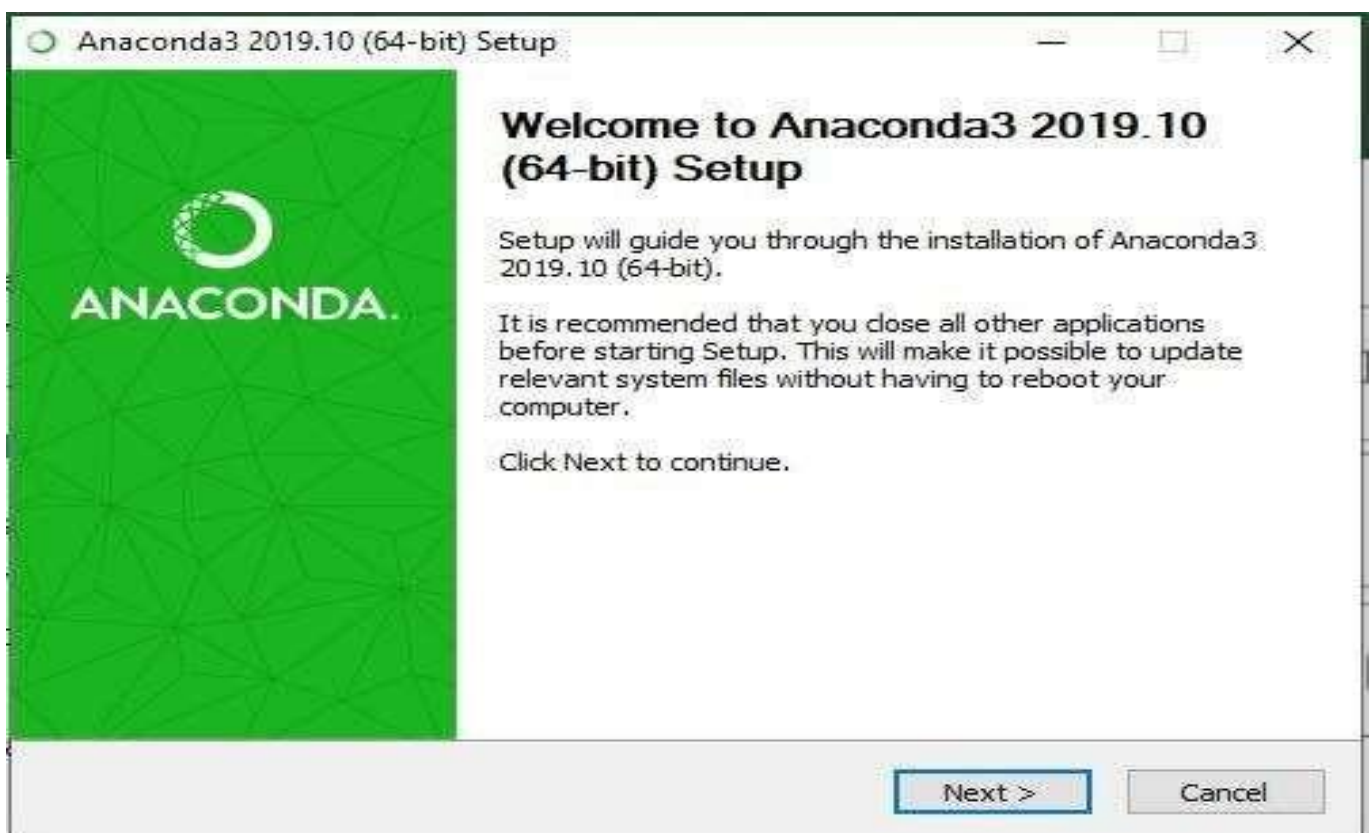 Anaconda3 2019.10 (64-bit) Setup
ANACONDA.
Welcome to Anaconda3 2019.10
(64-bit) Setup
Setup will guide you through the installation of Anaconda3
2019.10 (64-bit).
It is recommended that you close all other applications
before starting Setup. This will make it possible to update
relevant system files without having to reboot your
computer.
Click Next to continue.
Next >
Cancel